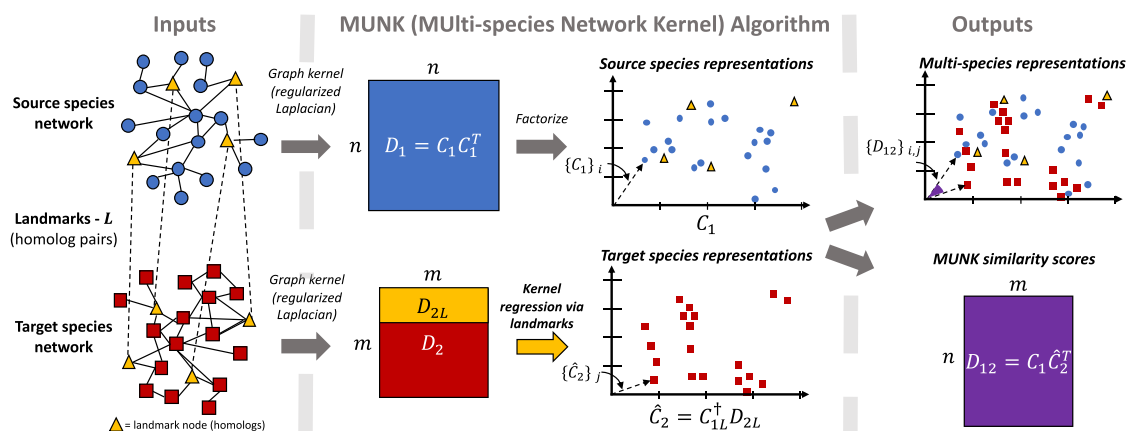 Inputs
MUNK (MUlti-species Network Kernel) Algorithm
Outputs
Source species
network
Landmarks - L
(homolog pairs)
Target species
network
= landmark node (homologs)
Graph kernel
(regularized
Laplacian)
n
n
D₁ = C₁C₁ᵀ
Factorize
Source species representations
{C₁}ᵢ
C₁
Graph kernel
(regularized
Laplacian)
m
m
D₂L
D₂
Kernel
regression via
landmarks
Target species representations
{Ĉ₂}ⱼ
Ĉ₂ = C₁L† D₂L
Multi-species representations
{D₁₂}ᵢ,ⱼ
MUNK similarity scores
m
n
D₁₂ = C₁Ĉ₂ᵀ